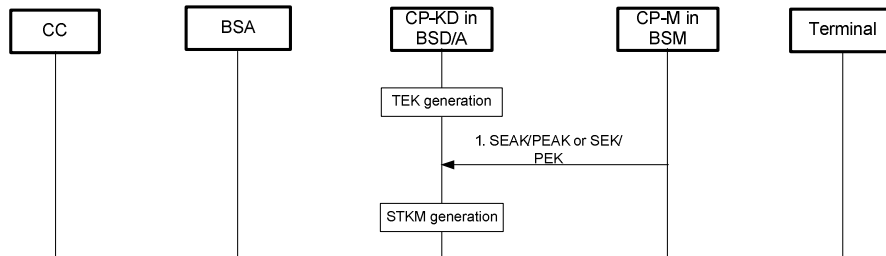 CC
BSA
CP-KD in
BSD/A
CP-M in
BSM
Terminal
TEK generation
1. SEAK/PEAK or SEK/
PEK
STKM generation